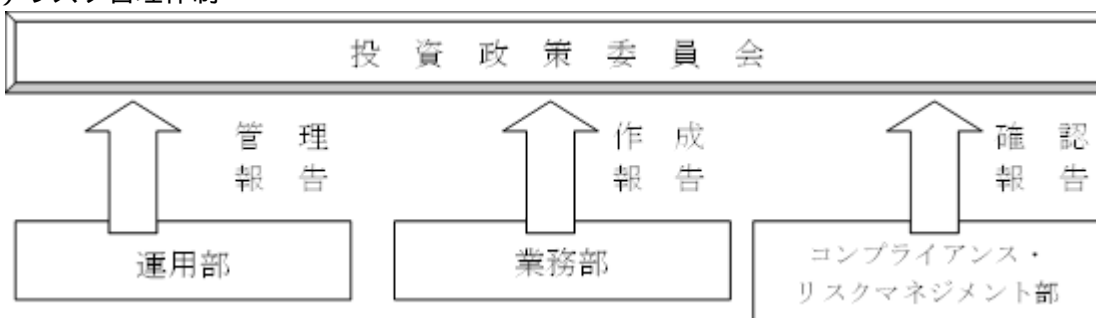 投資政策委員会
管理
報告
作成
報告
確認
報告
運用部
業務部
コンプライアンス・
リスクマネジメント部